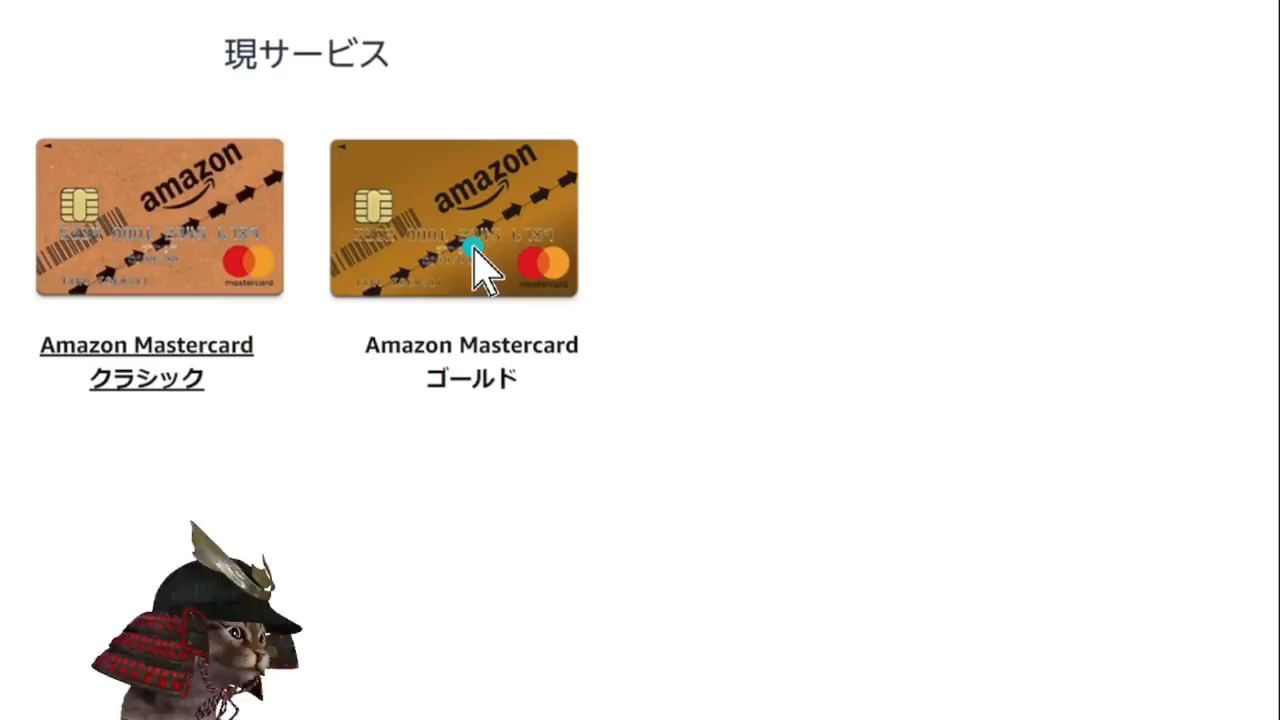 現サービス
amazon
mastercard
amazon
mastercard
Amazon Mastercard
クラシック
Amazon Mastercard
ゴールド